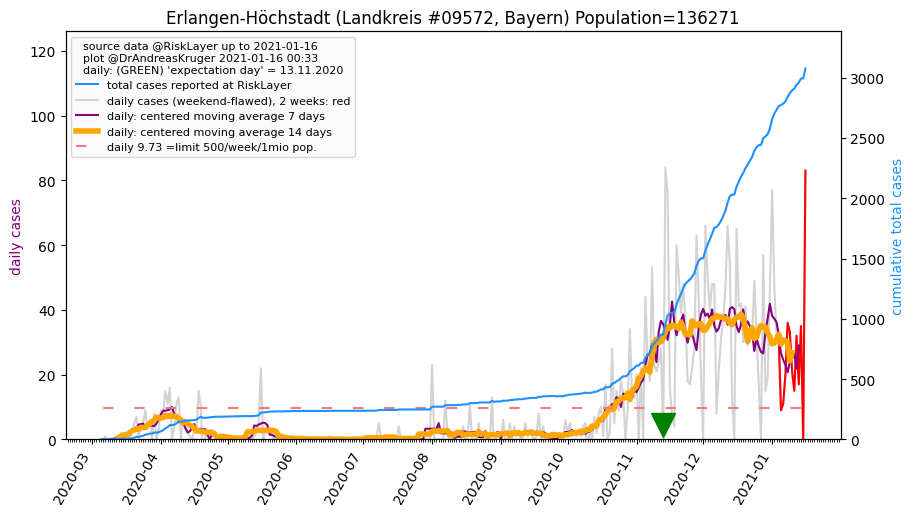 Erlangen-Höchstadt (Landkreis #09572, Bayern) Population=136271
source data @RiskLayer up to 2021-01-16
plot @DrAndreasKruger 2021-01-16 00:33
daily: (GREEN) 'expectation day' = 13.11.2020
total cases reported at RiskLayer
daily cases (weekend-flawed), 2 weeks: red
daily: centered moving average 7 days
daily: centered moving average 14 days
daily 9.73 =limit 500/week/1mio pop.
daily cases
120
100
80
60
40
20
0
cumulative total cases
3000
2500
2000
1500
1000
500
0
2020-03
2020-04
2020-05
2020-06
2020-07
2020-08
2020-09
2020-10
2020-11
2020-12
2021-01